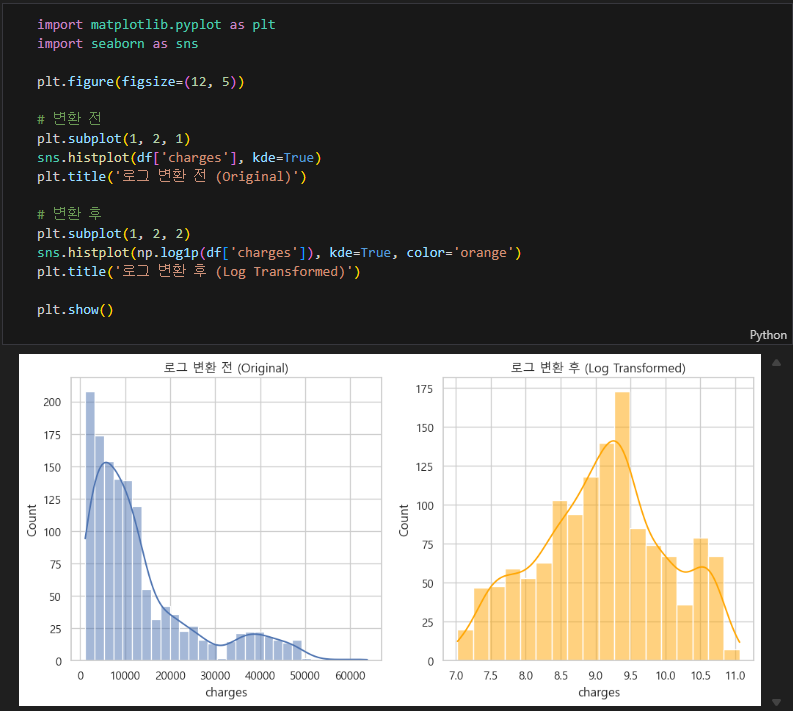 import matplotlib.pyplot as plt
import seaborn as sns
plt.figure(figsize=(12, 5))
# 변환 전
plt.subplot(1, 2, 1)
sns.histplot(df['charges'], kde=True)
plt.title('로그 변환 전 (Original)')
# 변환 후
plt.subplot(1, 2, 2)
sns.histplot(np.log1p(df['charges']), kde=True, color='orange')
plt.title('로그 변환 후 (Log Transformed)')
plt.show()
Python
로그 변환 전 (Original)
200
175
150
125
100
75
50
25
0
Count
0 10000 20000 30000 40000 50000 60000
charges
로그 변환 후 (Log Transformed)
175
150
125
100
75
50
25
0
Count
7.0 7.5 8.0 8.5 9.0 9.5 10.0 10.5 11.0
charges